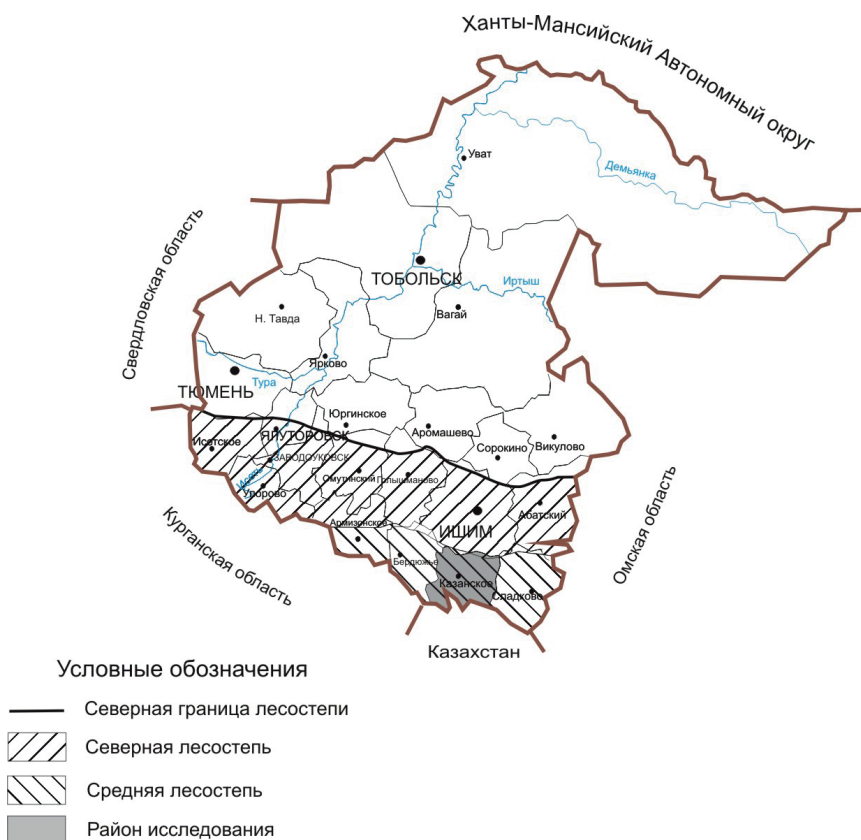 Ханты-Мансийский Автономный округ
Уват
Демьянка
Свердловская область
ТОБОЛЬСК
Иртыш
Н. Тавда
Вагай
Ярково
Тура
ТЮМЕНЬ
Юргинское
Аромашево
Исетское
ЯЛУТОРОВСК
Сорокино
Викулово
ЗАВОДОУКОВСК
Исеть
Омутинский
Голышманово
Упорово
Абатский
ИШИМ
Армизонское
Курганская область
Омская область
Бердюжье
Казанское
Сладково
Казахстан
Условные обозначения
Северная граница лесостепи
Северная лесостепь
Средняя лесостепь
Район исследования